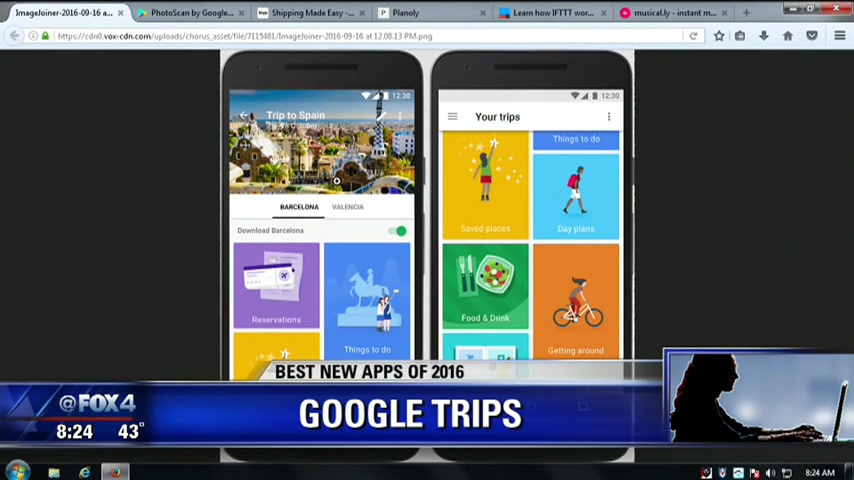 ImageJoiner-2016-09-16 a...
PhotoScan by Google...
Shipping Made Easy -...
Planoly
Learn how IFTTT wor...
musical.ly - instant m...
https://cdn0.vox-cdn.com/uploads/chorus_asset/file/7115481/ImageJoiner-2016-09-16 at 12.08.13 PM.png
12:30
Trip to Spain
October
BARCELONA VALENCIA
Download Barcelona
Reservations
Things to do
12:30
Your trips
Things to do
Saved places
Day plans
Food & Drink
Getting around
BEST NEW APPS OF 2016
@FOX4
GOOGLE TRIPS
8:24 43°
8:24 AM